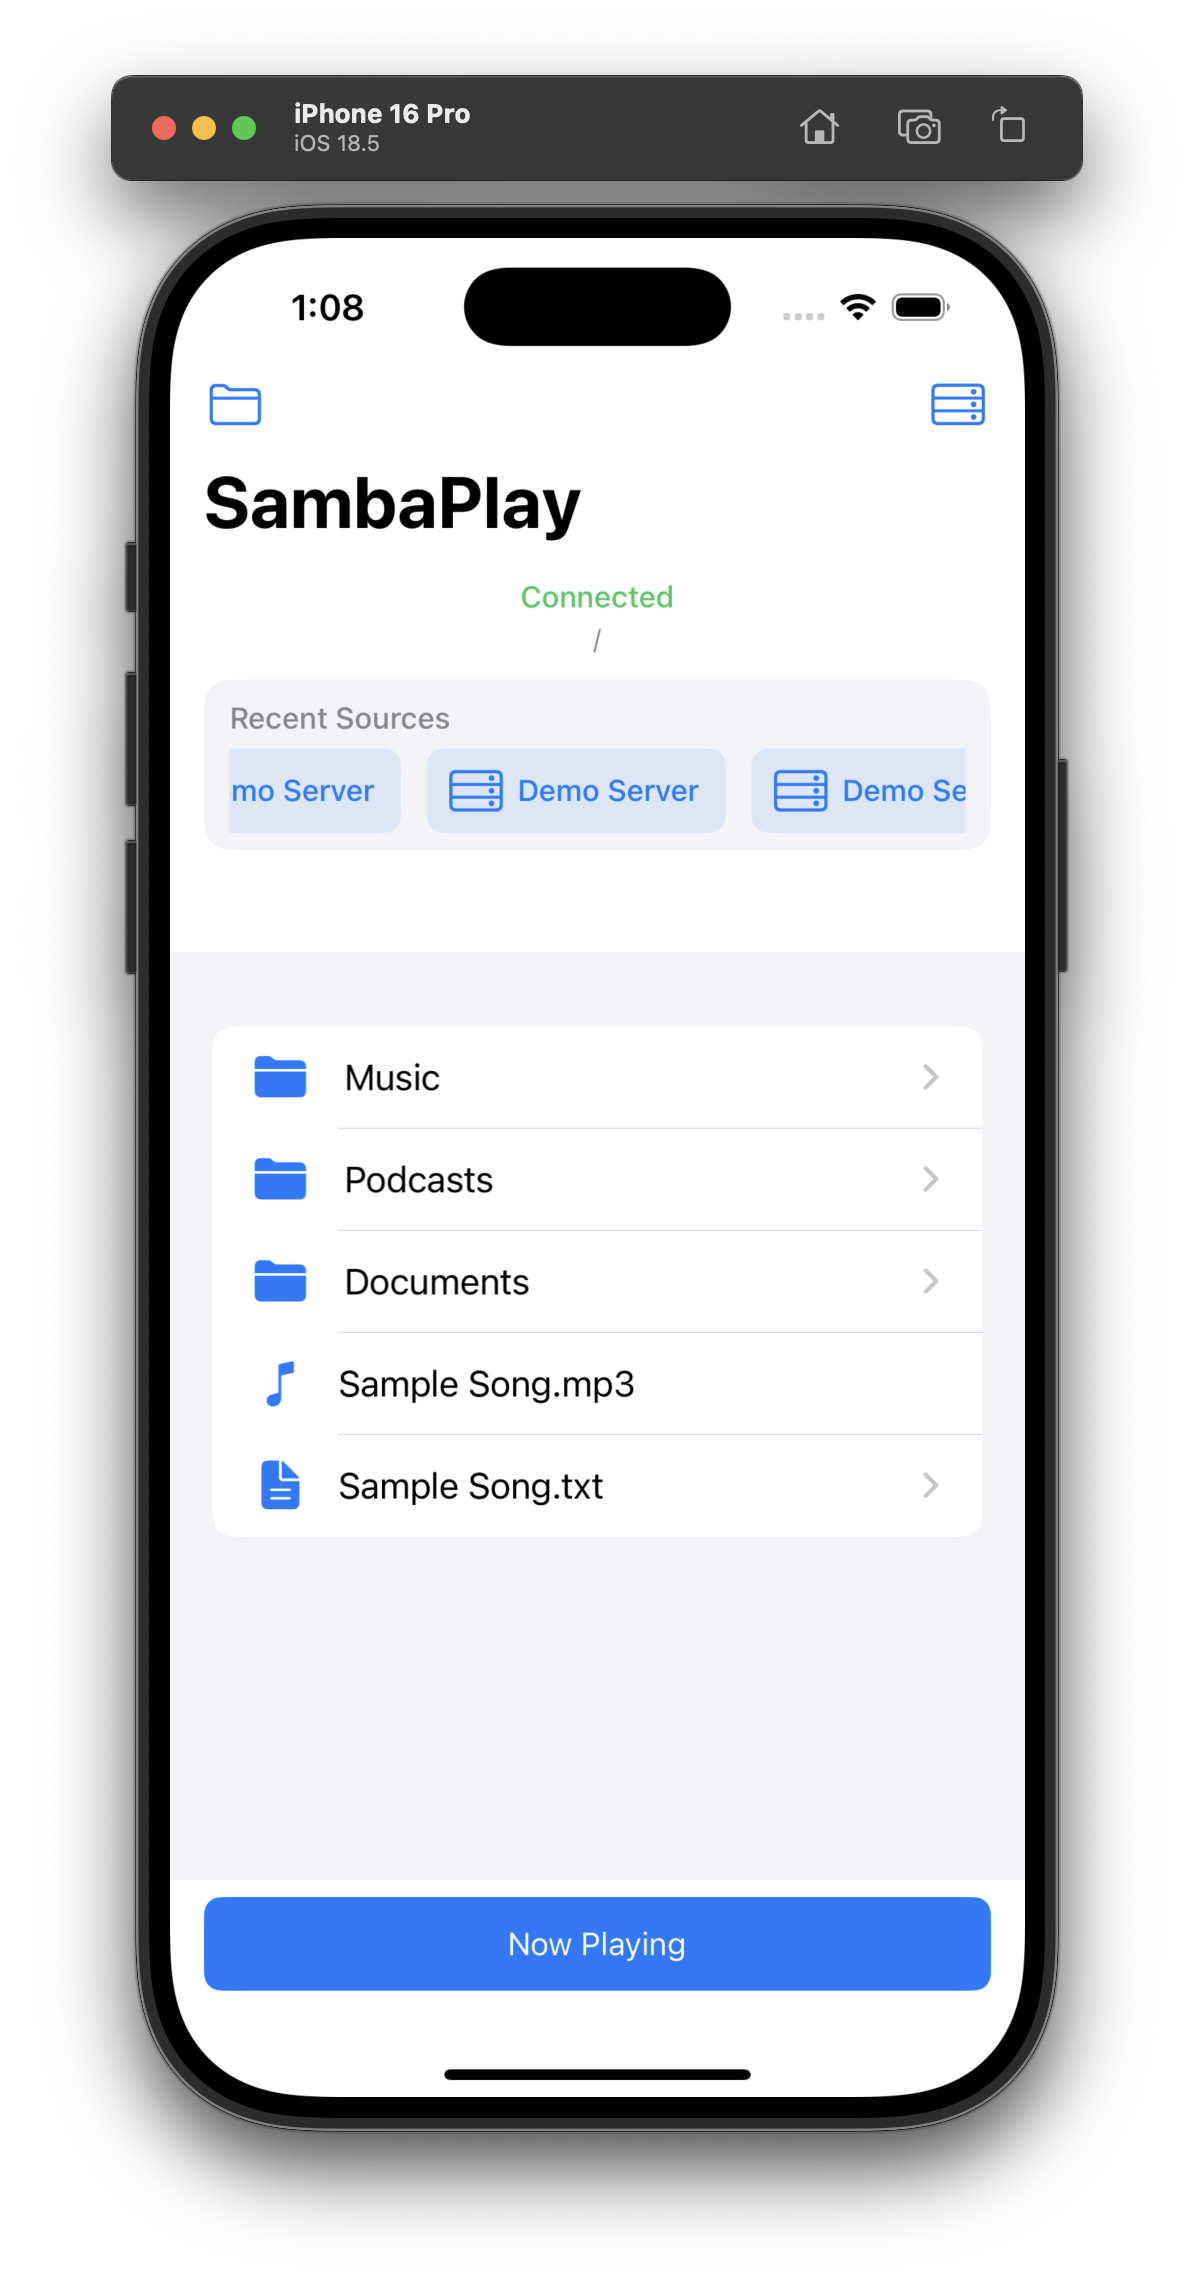 iPhone 16 Pro
iOS 18.5
1:08
SambaPlay
Connected
/
Recent Sources
mo Server
Demo Server
Demo Se
Music
Podcasts
Documents
Sample Song.mp3
Sample Song.txt
Now Playing